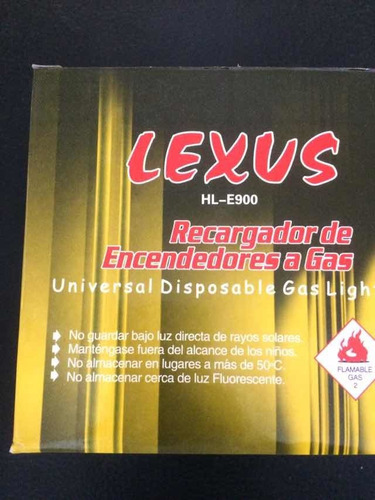 LEXUS
HL-E900
Recargador de
Encendedores a Gas
Universal Disposable Gas Ligh
No guardar bajo luz directa de rayos solares.
Manténgase fuera del alcance de los niños.
No almacenar en lugares a màs de 50°C.
No almacenar cerca de luz Fluorescente.
FLAMABLE
GAS
2